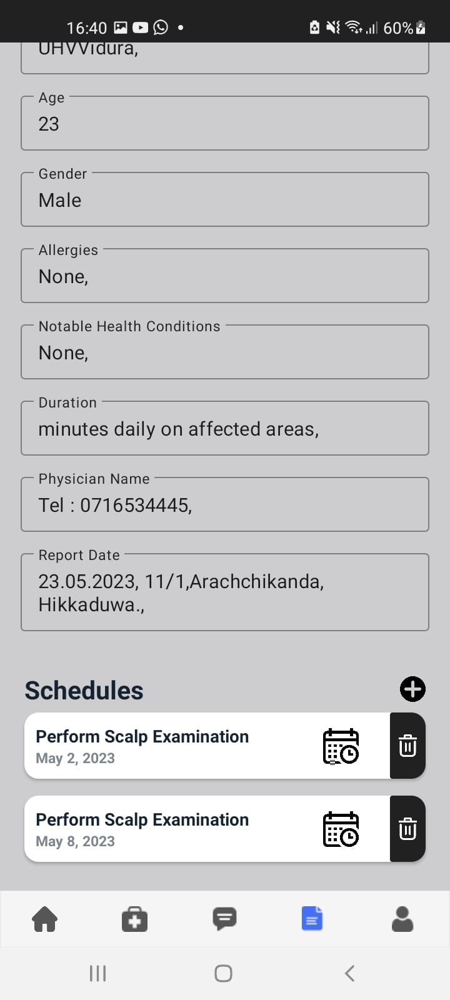 16:40
60%
UHVVidura,
Age
23
Gender
Male
Allergies
None,
Notable Health Conditions
None,
Duration
minutes daily on affected areas,
Physician Name
Tel : 0716534445,
Report Date
23.05.2023, 11/1,Arachchikanda,
Hikkaduwa.,
Schedules
Perform Scalp Examination
May 2, 2023
Perform Scalp Examination
May 8, 2023